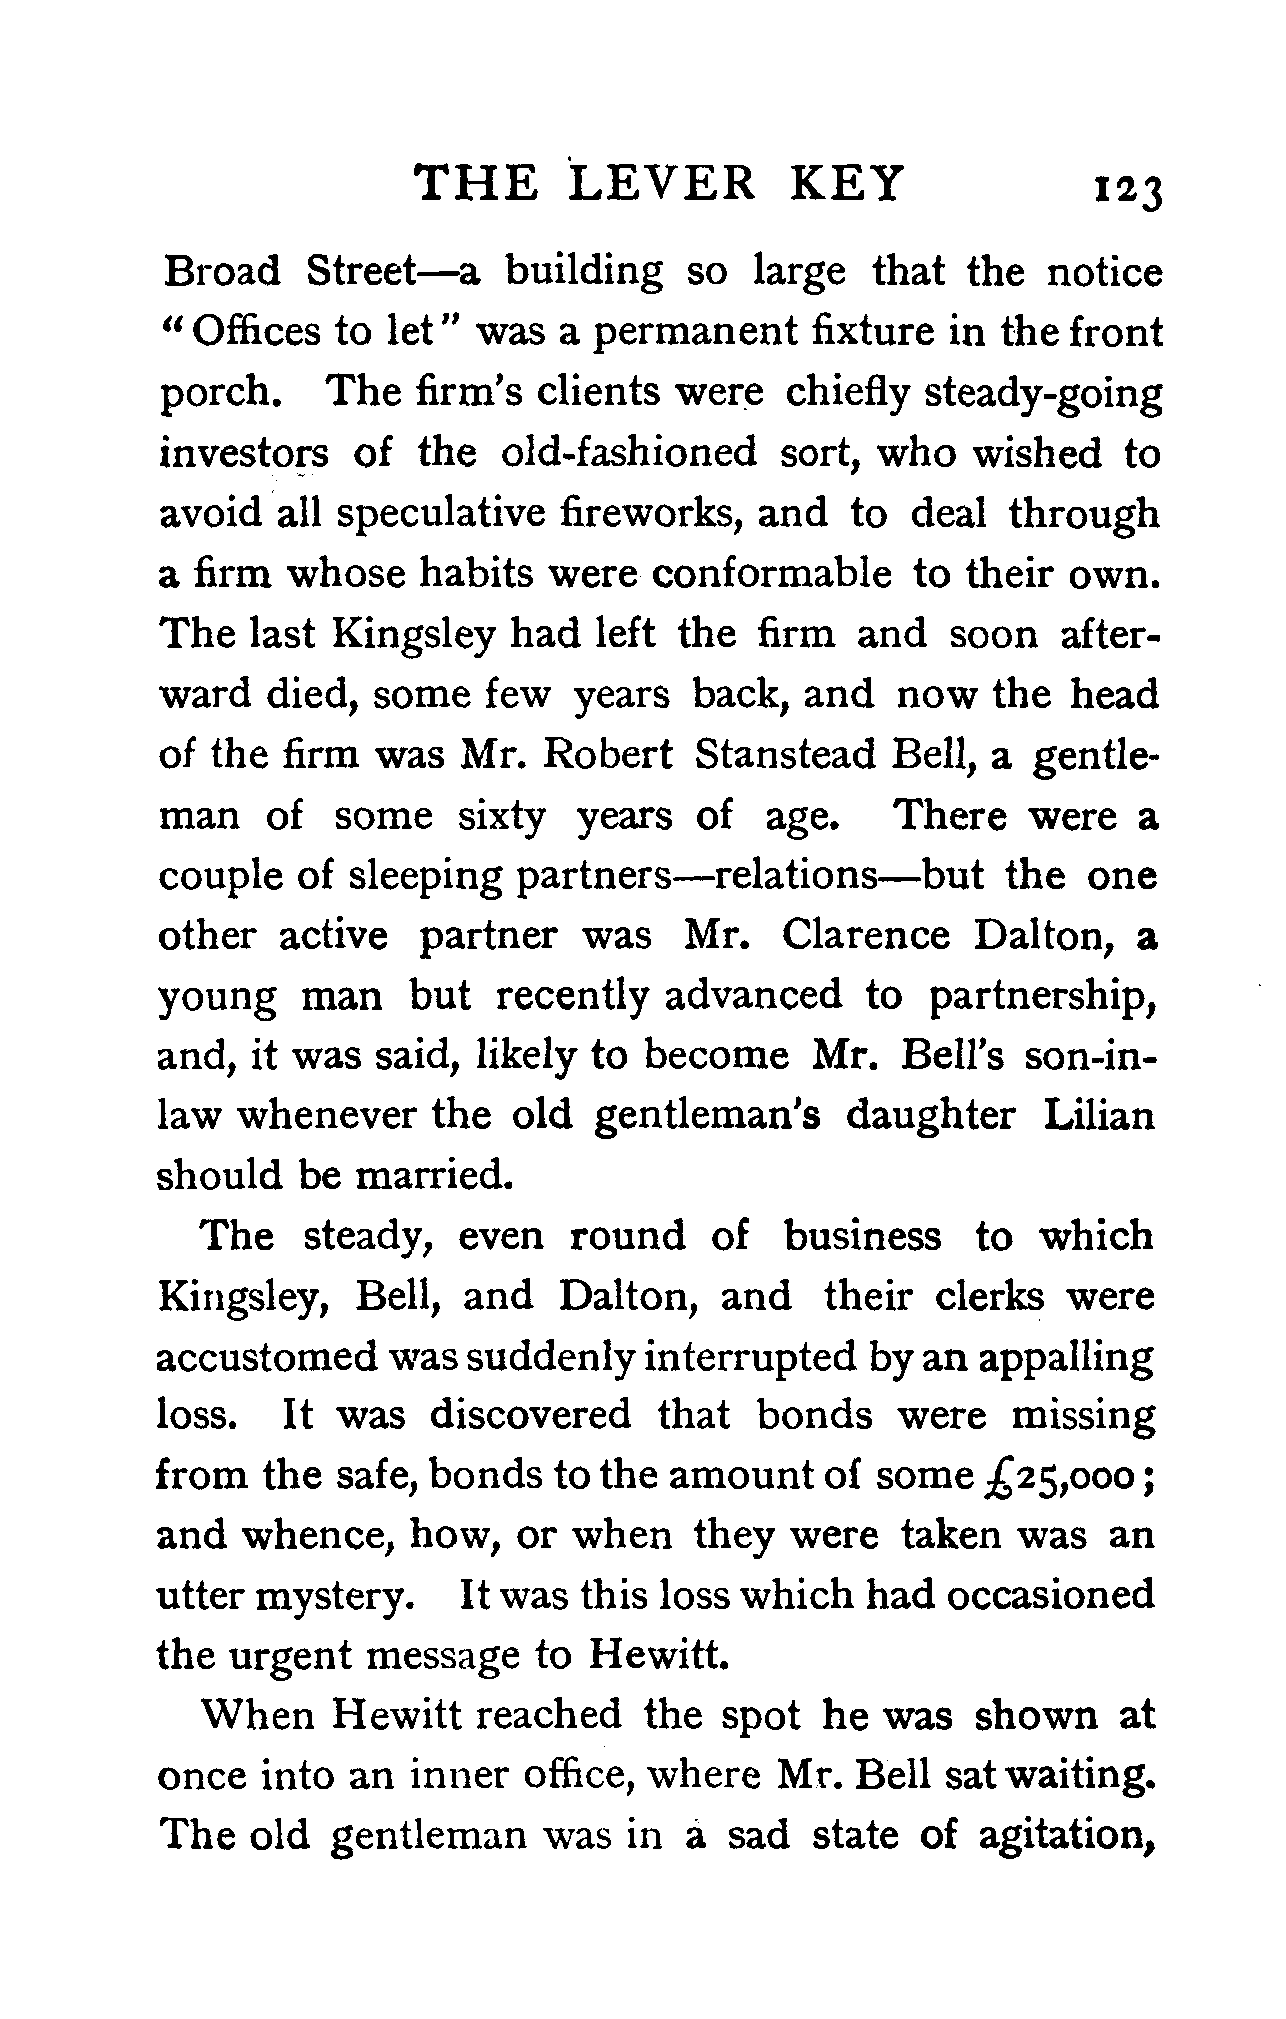 THE LEVER KEY 123
Broad Street—a building so large that the notice
"Offices to let" was a permanent fixture in the front
porch. The firm's clients were chiefly steady-going
investors of the old-fashioned sort, who wished to
avoid all speculative fireworks, and to deal through
a firm whose habits were conformable to their own.
The last Kingsley had left the firm and soon after-
ward died, some few years back, and now the head
of the firm was Mr. Robert Stanstead Bell, a gentle-
man of some sixty years of age. There were a
couple of sleeping partners—relations—but the one
other active partner was Mr. Clarence Dalton, a
young man but recently advanced to partnership,
and, it was said, likely to become Mr. Bell's son-in-
law whenever the old gentleman's daughter Lilian
should be married.
The steady, even round of business to which
Kingsley, Bell, and Dalton, and their clerks were
accustomed was suddenly interrupted by an appalling
loss. It was discovered that bonds were missing
from the safe, bonds to the amount of some £25,000;
and whence, how, or when they were taken was an
utter mystery. It was this loss which had occasioned
the urgent message to Hewitt.
When Hewitt reached the spot he was shown at
once into an inner office, where Mr. Bell sat waiting.
The old gentleman was in a sad state of agitation,